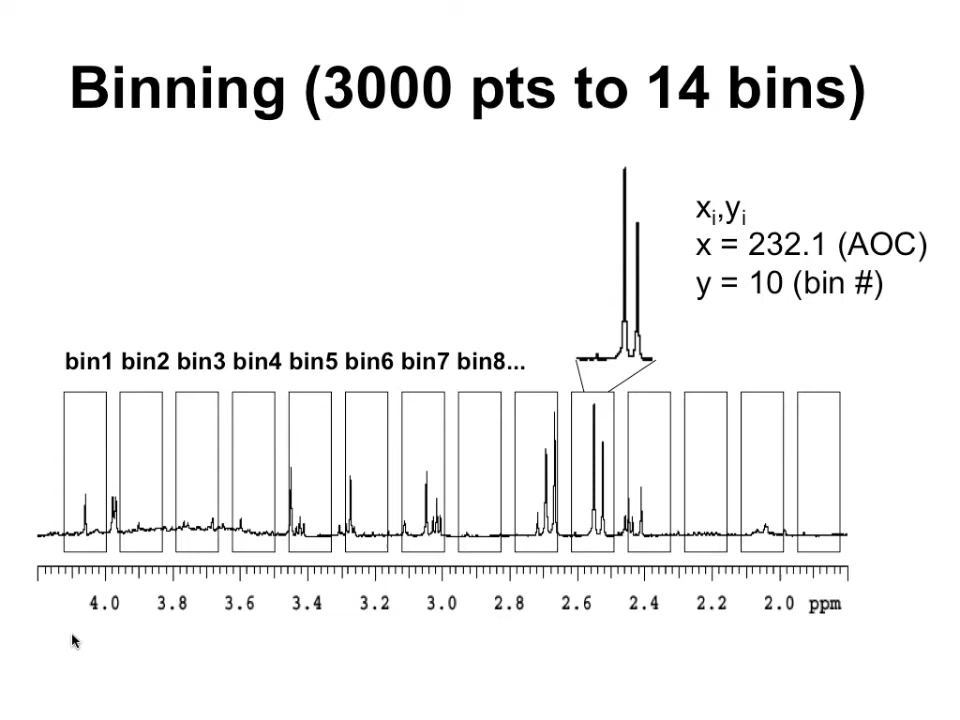 Binning (3000 pts to 14 bins)
xi,yi
x = 232.1 (AOC)
y = 10 (bin #)
bin1 bin2 bin3 bin4 bin5 bin6 bin7 bin8...
4.0 3.8 3.6 3.4 3.2 3.0 2.8 2.6 2.4 2.2 2.0 ppm